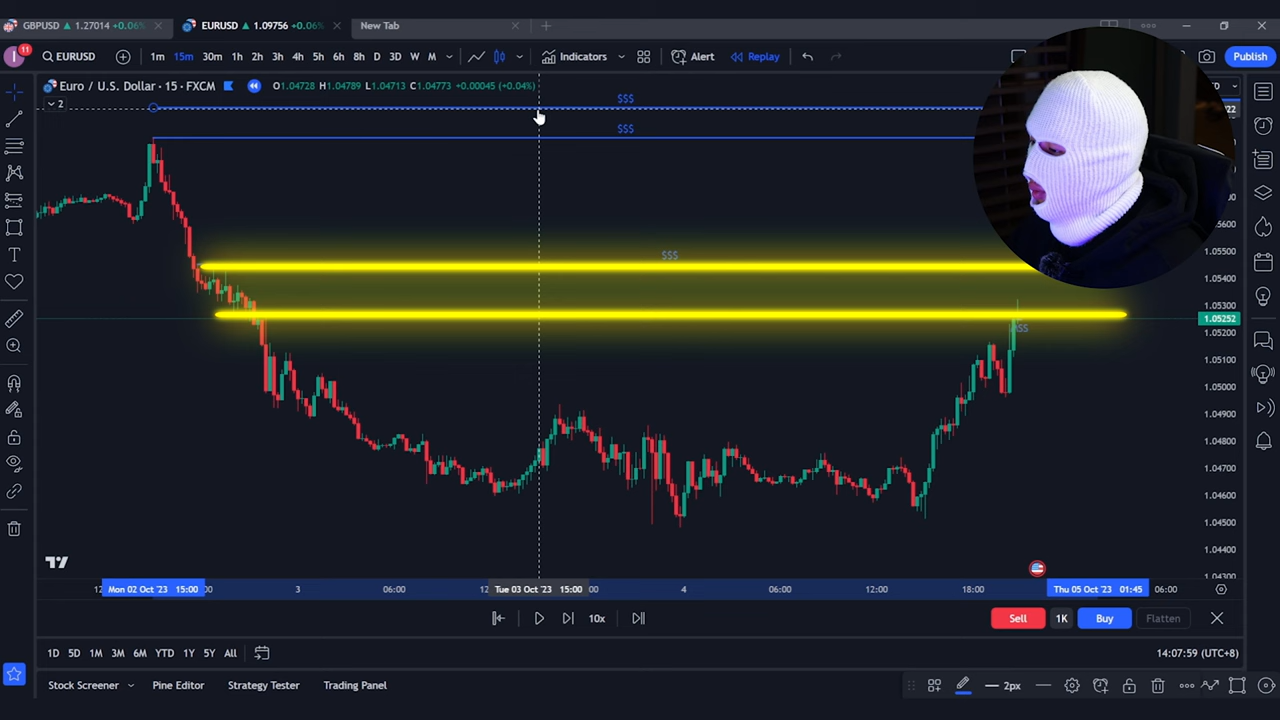 GBPUSD 1.27014 +0.06%
EURUSD 1.09756 +0.06%
New Tab
11
EURUSD
1m 15m 30m 1h 2h 3h 4h 5h 6h 8h D 3D W M
Indicators
Alert
Replay
Publish
Euro / U.S. Dollar · 15 · FXCM
O1.04728 H1.04789 L1.04713 C1.04773 +0.00045 (+0.04%)
2
$$$
$$$
$$$
1.05600
1.05500
1.05400
1.05300
1.05252
1.05200
1.05100
1.05000
1.04900
1.04800
1.04700
1.04600
1.04500
1.04400
1.04300
Mon 02 Oct '23 15:00
3
06:00
Tue 03 Oct '23 15:00
4
06:00
12:00
18:00
Thu 05 Oct '23 01:45
06:00
10x
Sell
1K
Buy
Flatten
1D 5D 1M 3M 6M YTD 1Y 5Y All
14:07:59 (UTC+8)
Stock Screener
Pine Editor
Strategy Tester
Trading Panel
2px